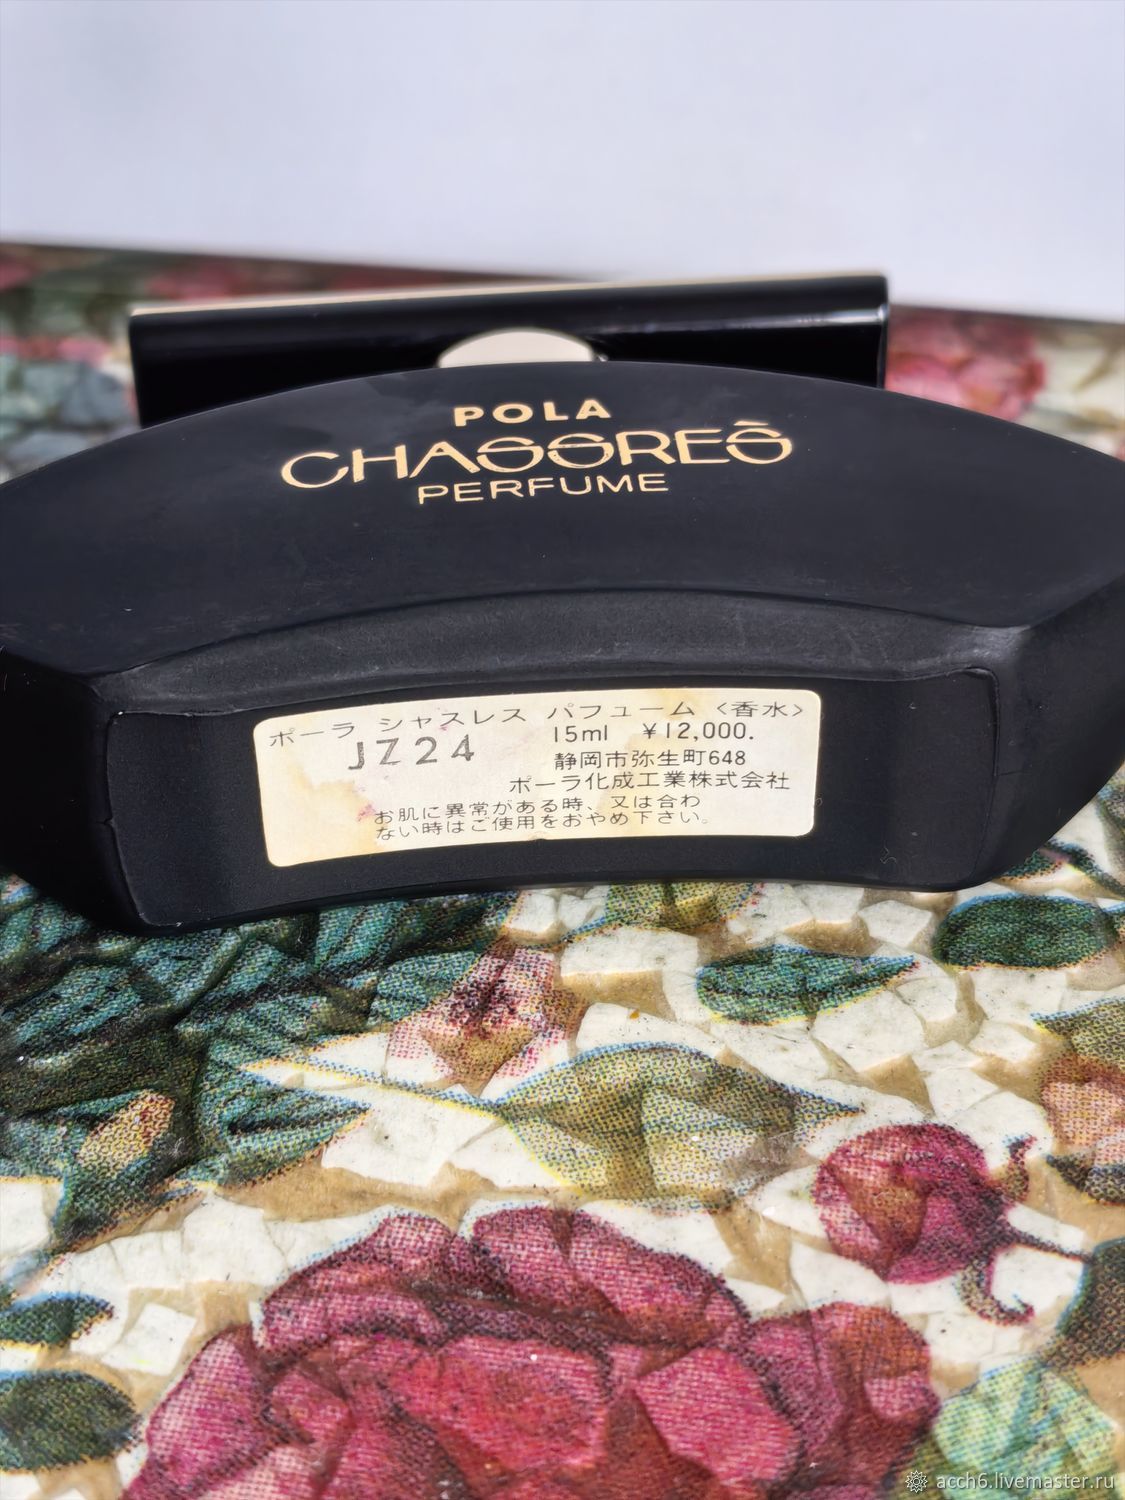 POLA
CHASSRES̀
PERFUME
ポーラ シャスレス パフューム <香水>
JZ24 15ml ¥12,000.
静岡市弥生町648
ポーラ化成工業株式会社
お肌に異常がある時、又は合わ
ない時はご使用をおやめ下さい。
acch6.livemaster.ru